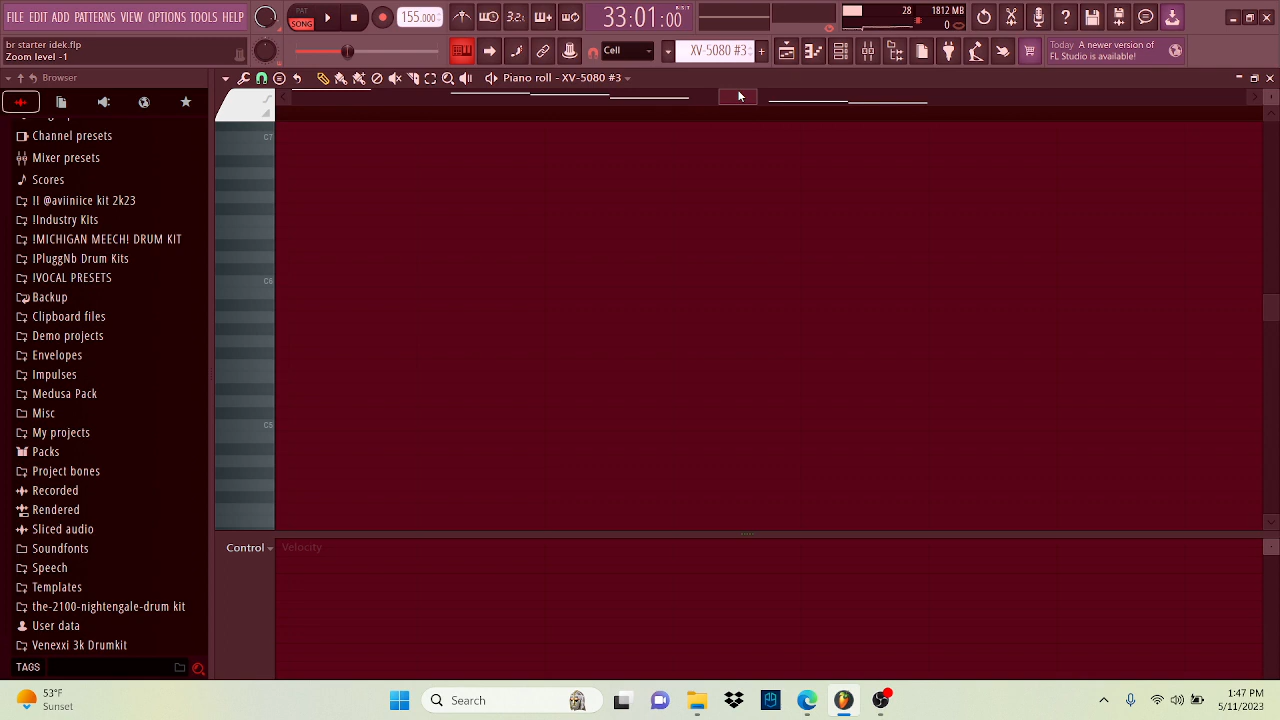 FILE EDIT ADD PATTERNS VIEW OPTIONS TOOLS HELP
br starter idek.flp
Zoom level -1
PAT
SONG
155.000
3.2
33:01:00
28
1812 MB
0
Cell
XV-5080 #3
Today A newer version of
FL Studio is available!
Browser
Piano roll - XV-5080 #3
Channel presets
Mixer presets
Scores
!! @aviiniice kit 2k23
!Industry Kits
!MICHIGAN MEECH! DRUM KIT
!PluggNb Drum Kits
!VOCAL PRESETS
Backup
Clipboard files
Demo projects
Envelopes
Impulses
Medusa Pack
Misc
My projects
Packs
Project bones
Recorded
Rendered
Sliced audio
Soundfonts
Speech
Templates
the-2100-nightengale-drum kit
User data
Venexxi 3k Drumkit
TAGS
C7
C6
C5
Control
Velocity
53°F
Sunset
Search
1:47 PM
5/11/2023